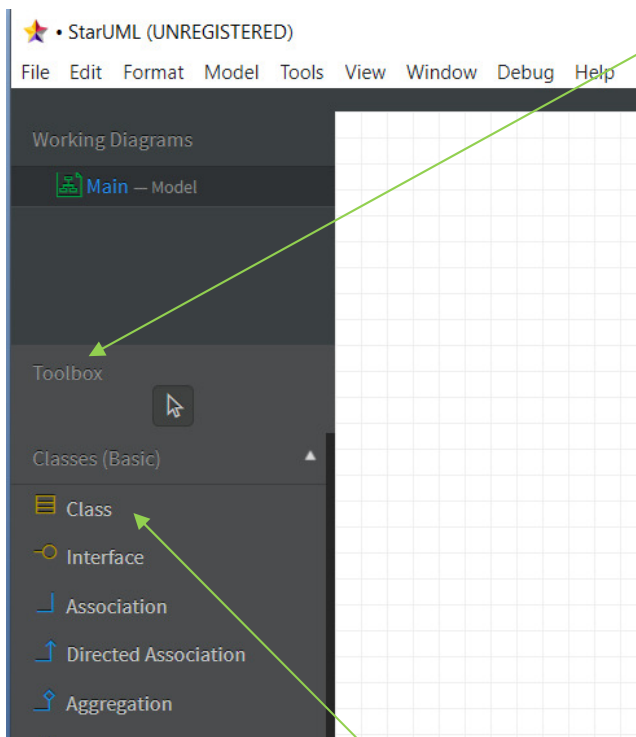 • StarUML (UNREGISTERED)
File Edit Format Model Tools View Window Debug Help
Working Diagrams
Main — Model
Toolbox
Classes (Basic)
Class
Interface
Association
Directed Association
Aggregation